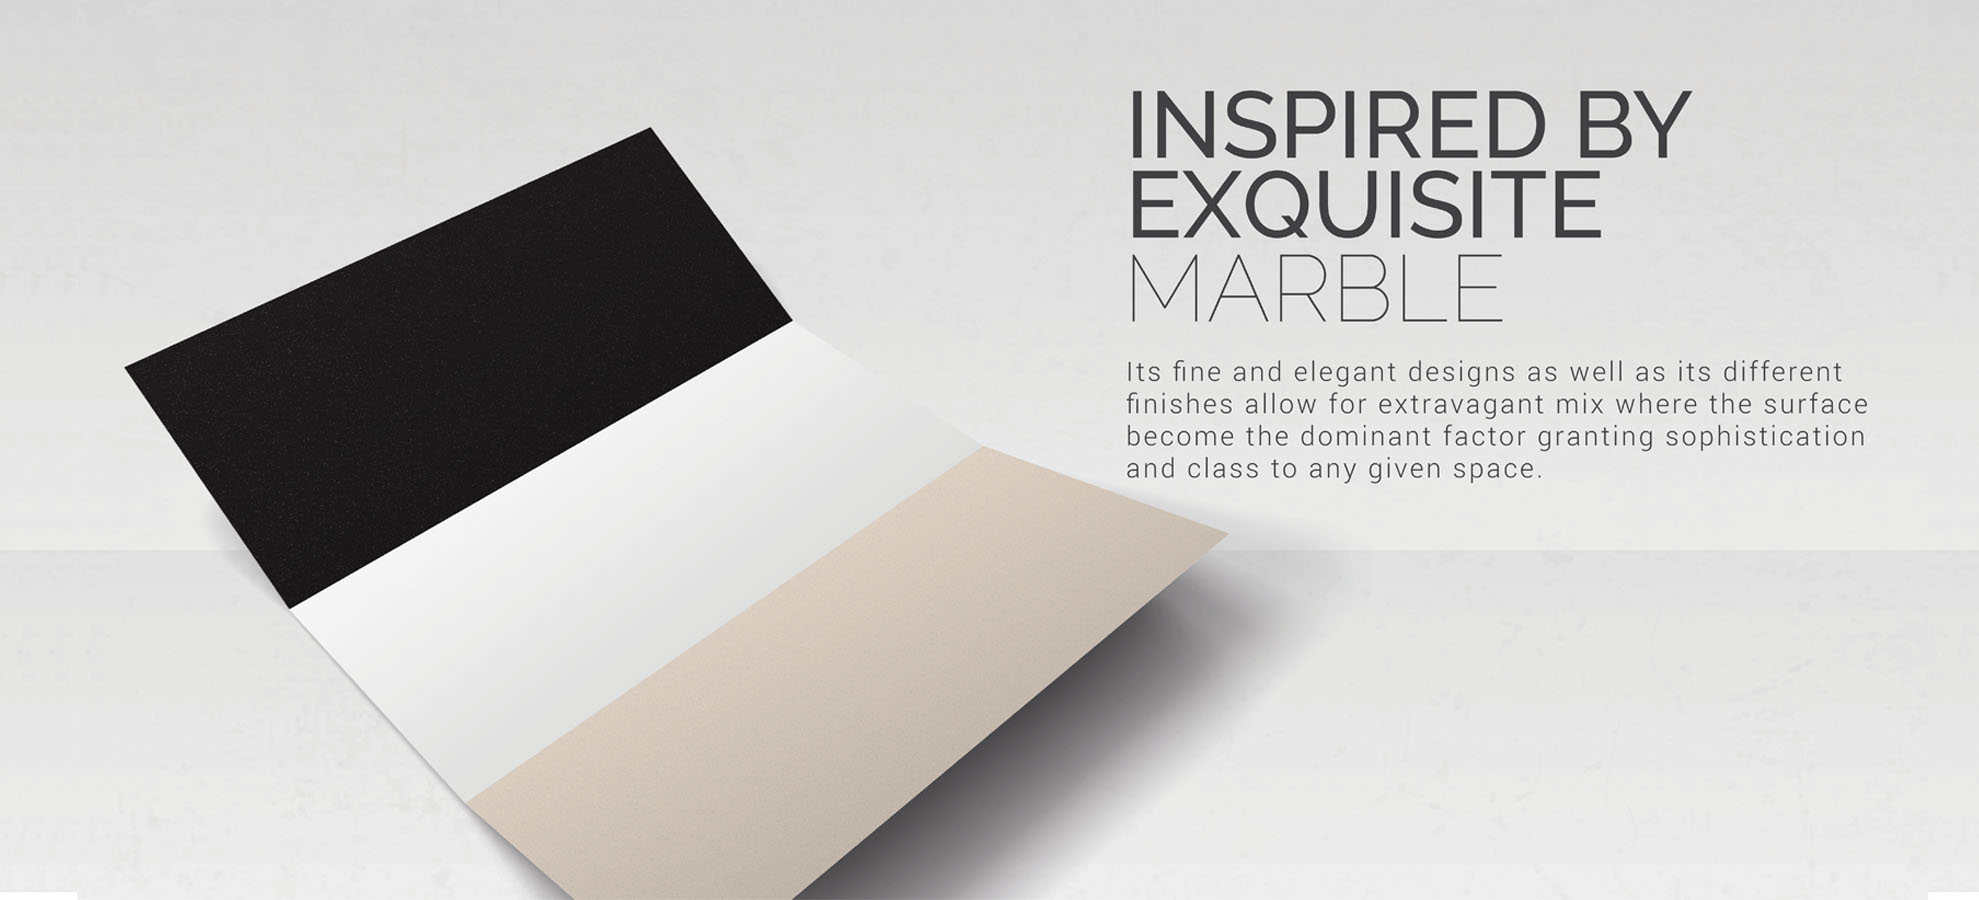 INSPIRED BY
EXQUISITE
MARBLE
Its fine and elegant designs as well as its different
finishes allow for extravagant mix where the surface
become the dominant factor granting sophistication
and class to any given space.